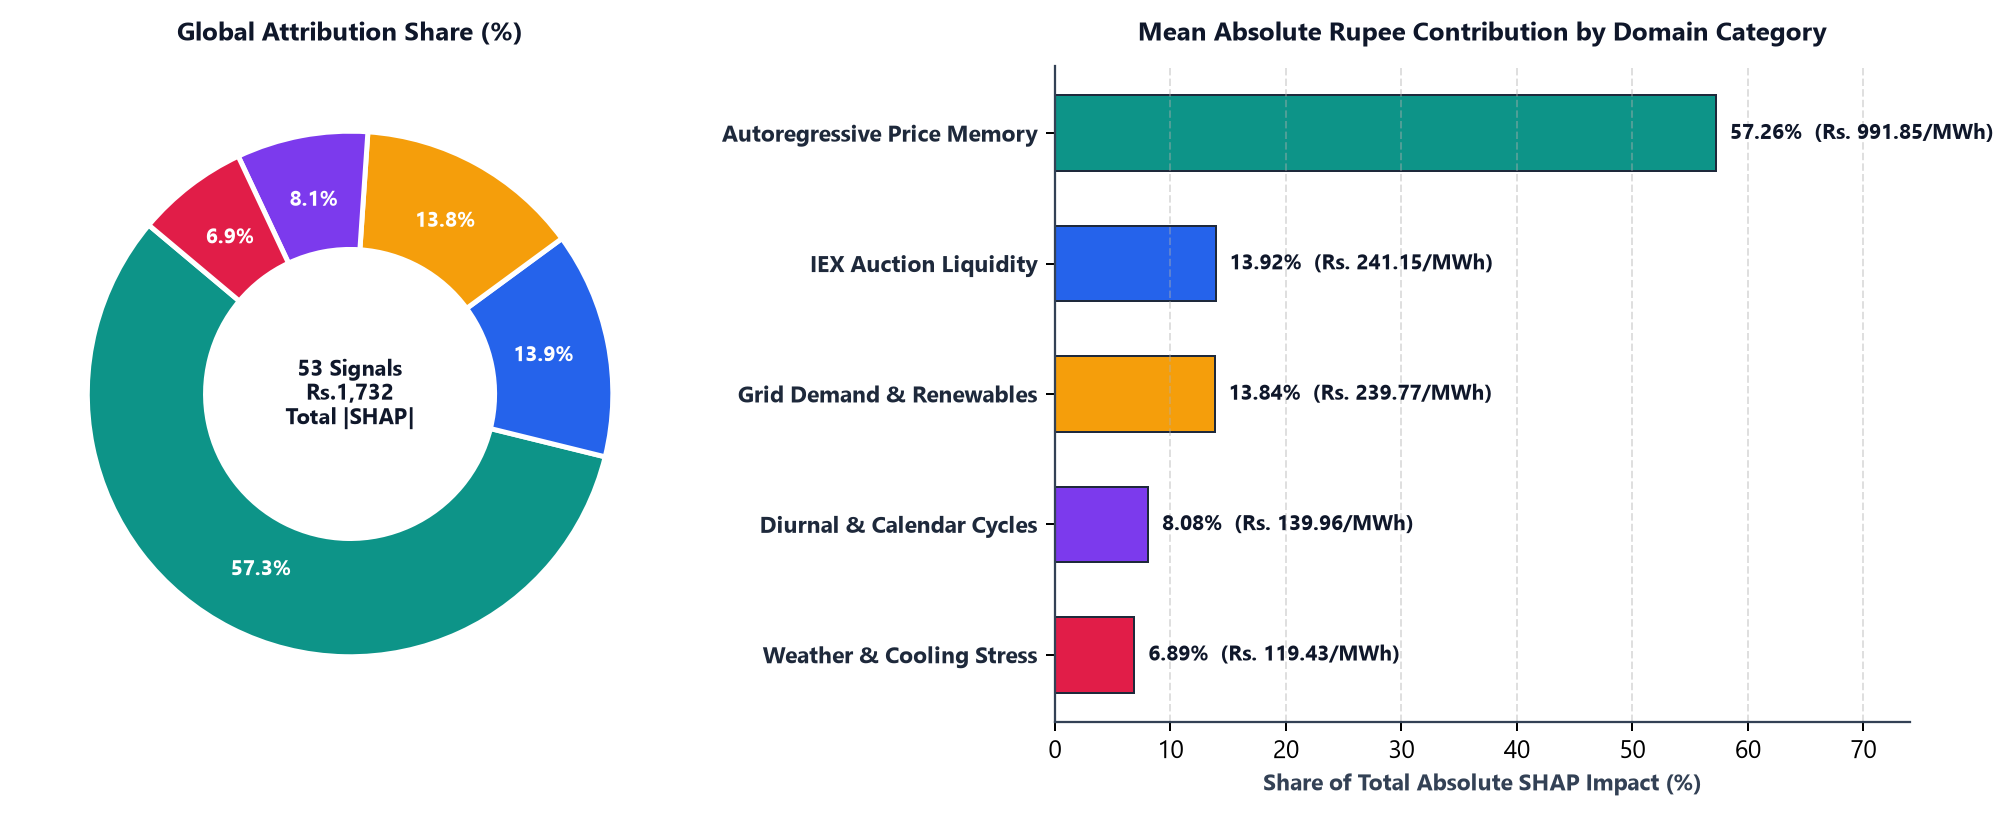 Global Attribution Share (%)
8.1%
13.8%
6.9%
13.9%
53 Signals
Rs.1,732
Total |SHAP|
57.3%
Mean Absolute Rupee Contribution by Domain Category
Autoregressive Price Memory
57.26% (Rs. 991.85/MWh)
IEX Auction Liquidity
13.92% (Rs. 241.15/MWh)
Grid Demand & Renewables
13.84% (Rs. 239.77/MWh)
Diurnal & Calendar Cycles
8.08% (Rs. 139.96/MWh)
Weather & Cooling Stress
6.89% (Rs. 119.43/MWh)
0 10 20 30 40 50 60 70
Share of Total Absolute SHAP Impact (%)